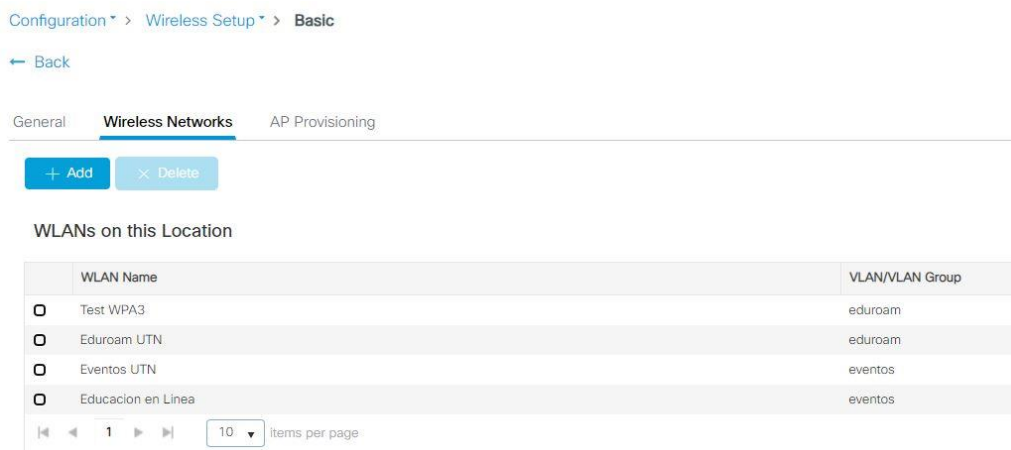 Configuration > Wireless Setup > Basic
← Back
General Wireless Networks AP Provisioning
+ Add × Delete
WLANs on this Location
WLAN Name VLAN/VLAN Group
Test WPA3 eduroam
Eduroam UTN eduroam
Eventos UTN eventos
Educacion en Linea eventos
1 10 items per page